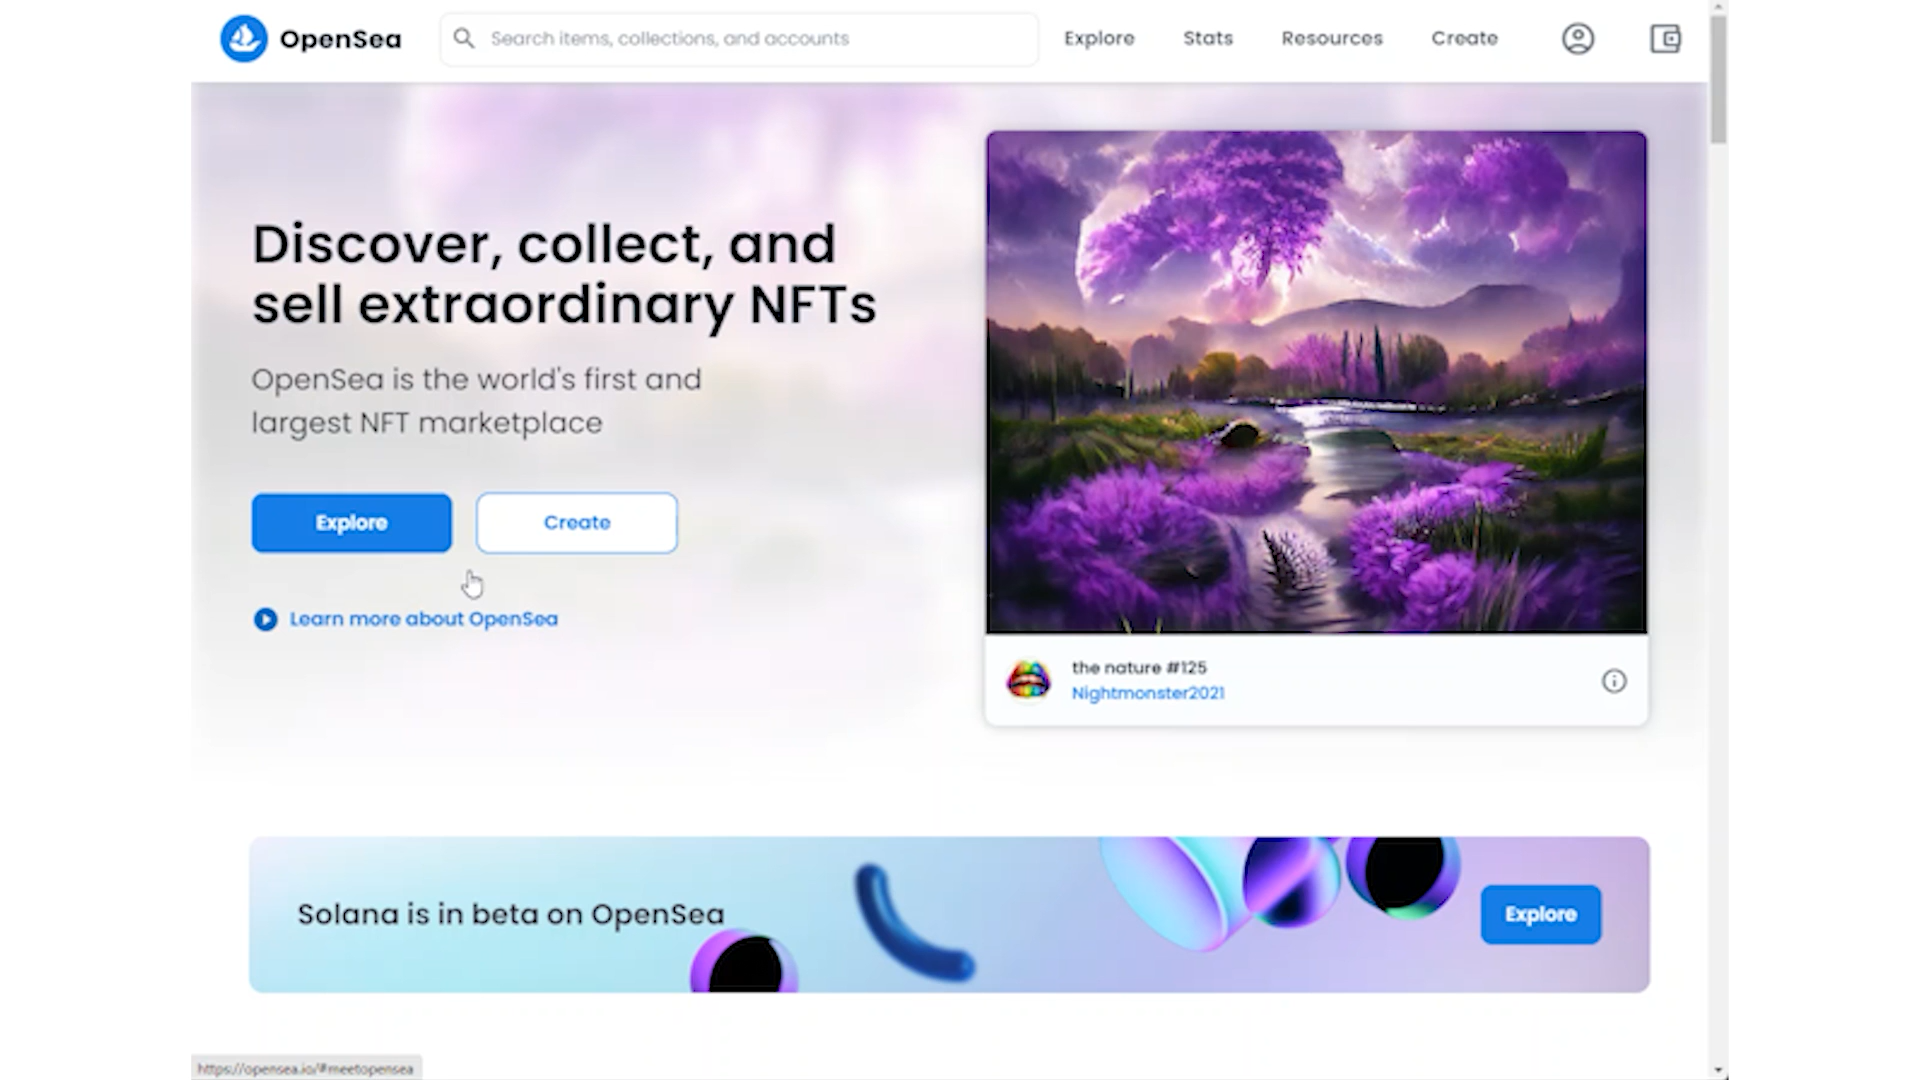 OpenSea
Search items, collections, and accounts
Explore
Stats
Resources
Create
Discover, collect, and
sell extraordinary NFTs
OpenSea is the world's first and
largest NFT marketplace
Explore
Create
Learn more about OpenSea
the nature #125
Nightmonster2021
Solana is in beta on OpenSea
Explore
https://opensea.io/#meetopensea